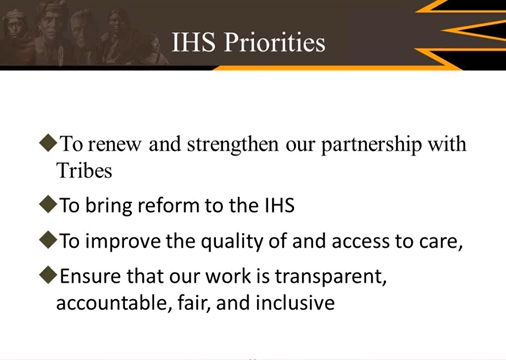 IHS Priorities
To renew and strengthen our partnership with
Tribes
To bring reform to the IHS
To improve the quality of and access to care,
Ensure that our work is transparent,
accountable, fair, and inclusive